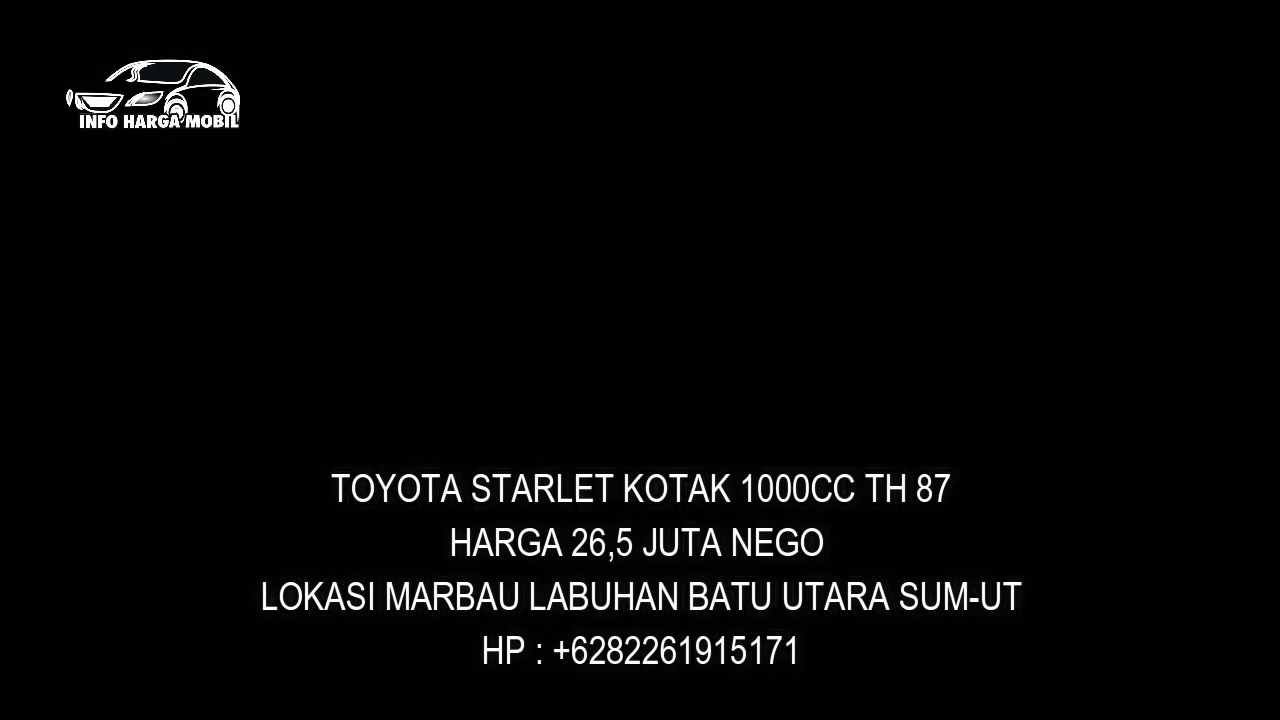 INFO HARGA MOBIL
TOYOTA STARLET KOTAK 1000CC TH 87
HARGA 26,5 JUTA NEGO
LOKASI MARBAU LABUHAN BATU UTARA SUM-UT
HP : +6282261915171